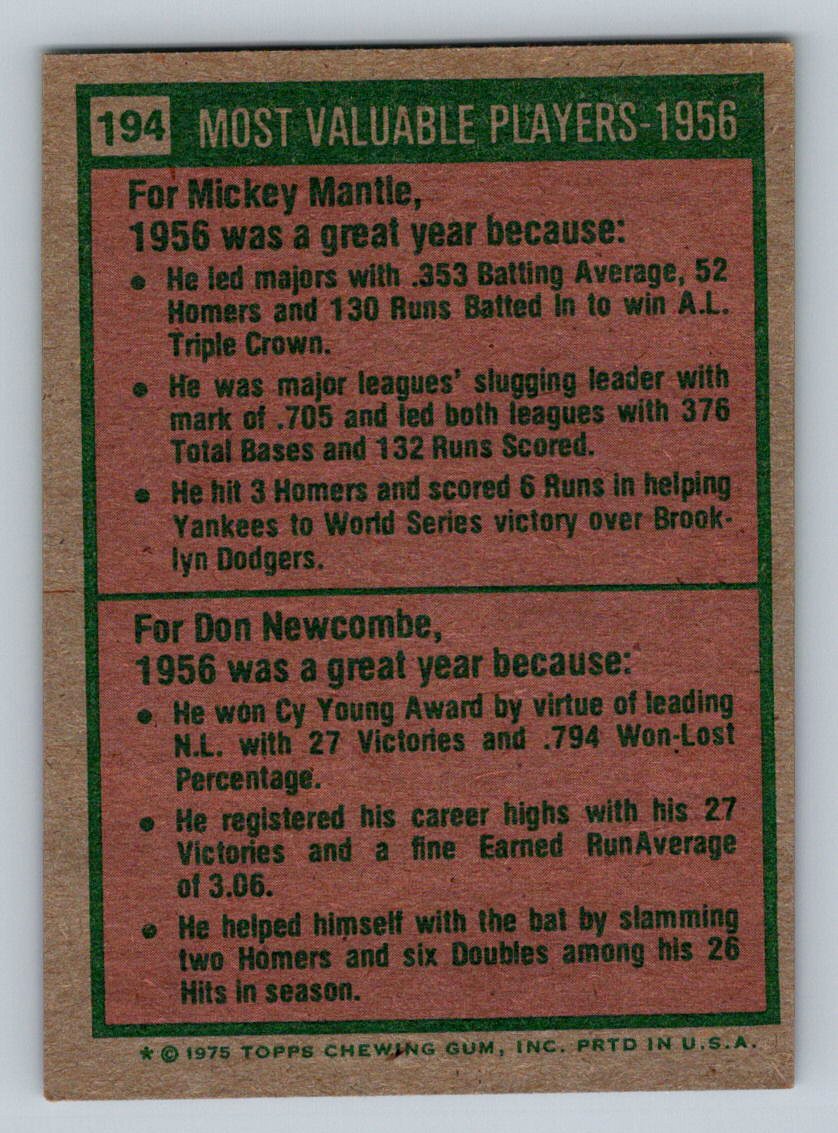 194 MOST VALUABLE PLAYERS-1956
For Mickey Mantle,
1956 was a great year because:
• He led majors with .353 Batting Average, 52
Homers and 130 Runs Batted In to win A.L.
Triple Crown.
• He was major leagues' slugging leader with
mark of .705 and led both leagues with 376
Total Bases and 132 Runs Scored.
• He hit 3 Homers and scored 6 Runs in helping
Yankees to World Series victory over Brook-
lyn Dodgers.
For Don Newcombe,
1956 was a great year because:
• He won Cy Young Award by virtue of leading
N.L. with 27 Victories and .794 Won-Lost
Percentage.
• He registered his career highs with his 27
Victories and a fine Earned RunAverage
of 3.06.
• He helped himself with the bat by slamming
two Homers and six Doubles among his 26
Hits in season.
* © 1975 TOPPS CHEWING GUM, INC. PRTD IN U.S.A.